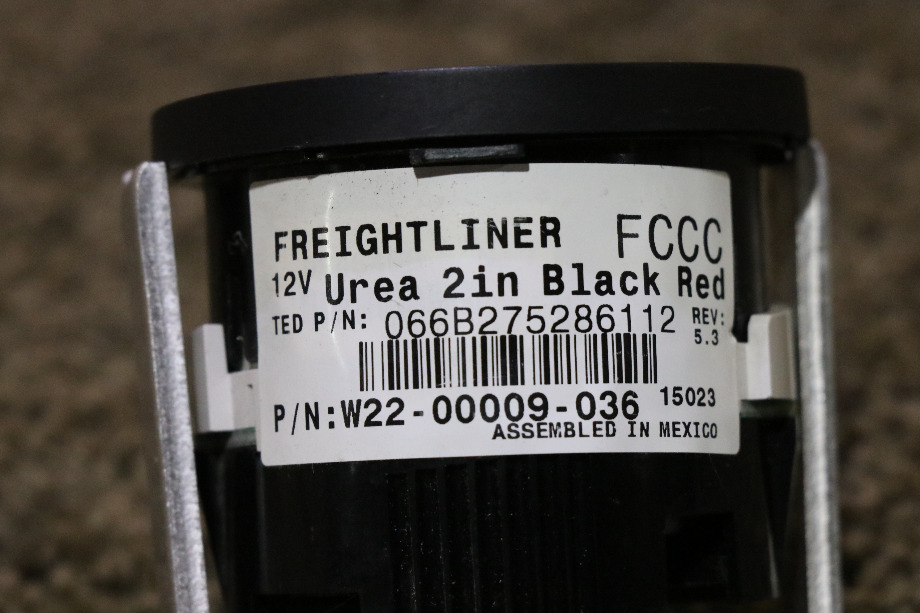 FREIGHTLINER FCCC
12V Urea 2in Black Red
TED P/N: 066B275286112 REV:
5.3
P/N:W22-00009-036 15023
ASSEMBLED IN MEXICO